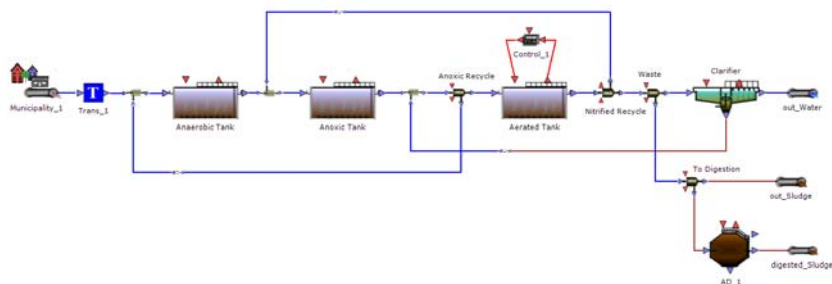 Control_1
Anoxic Recycle
Waste
Clarifier
Municipality_1
T
Trans_1
Anaerobic Tank
Anoxic Tank
Aerated Tank
Nitrified Recycle
out_Water
To Digestion
out_Sludge
AD_1
digested_Sludge